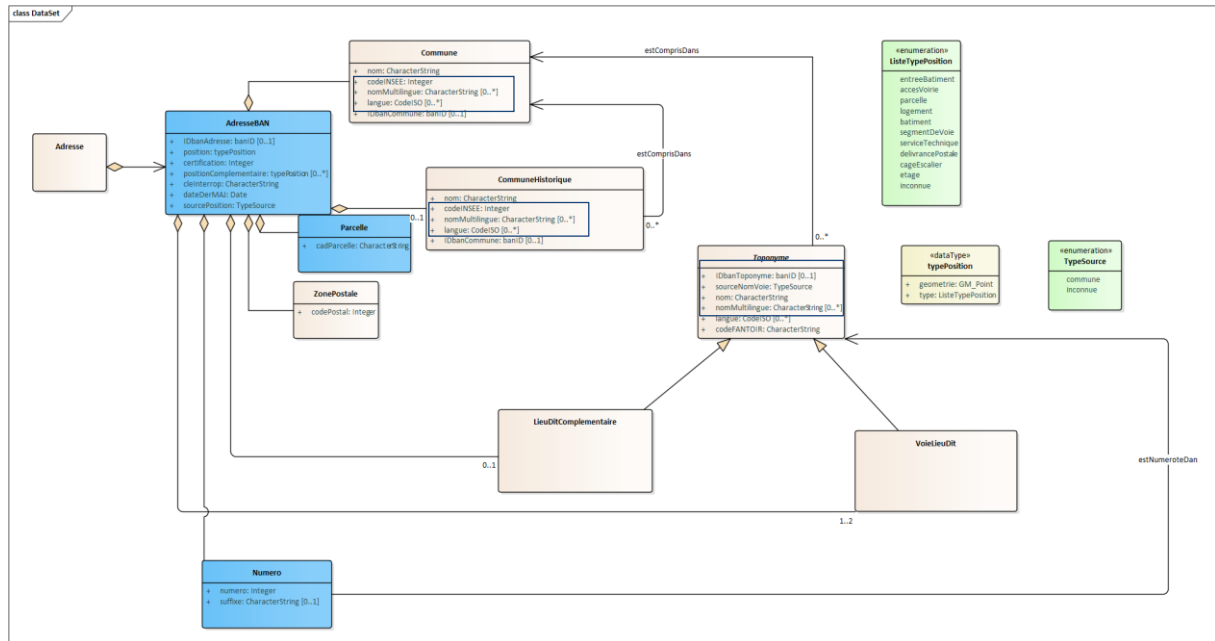 class DataSet
Commune
+ nom: CharacterString
+ codeINSEE: Integer
+ nomMultilingue: CharacterString [0..*]
+ langue: CodeISO [0..*]
+ IDbanCommune: banID [0..1]
estComprisDans
«enumeration»
ListeTypePosition
entreeBatiment
accesVoirie
parcelle
logement
batiment
segmentDeVoie
serviceTechnique
delivrancePostale
cageEscalier
etage
inconnue
AdresseBAN
+ IDbanAdresse: banID [0..1]
+ position: typePosition
+ certification: Integer
+ positionComplementaire: typePosition [0..*]
+ cleInterrop: CharacterString
+ dateDerMAJ: Date
+ sourcePosition: TypeSource
Adresse
estComprisDans
CommuneHistorique
+ nom: CharacterString
+ codeINSEE: Integer
+ nomMultilingue: CharacterString [0..*]
+ langue: CodeISO [0..*]
+ IDbanCommune: banID [0..1]
0..1
0..*
0..*
Parcelle
+ cadParcelle: CharacterString
Toponyme
+ IDbanToponyme: banID [0..1]
+ sourceNomVoie: TypeSource
+ nom: CharacterString
+ nomMultilingue: CharacterString [0..*]
+ langue: CodeISO [0..*]
+ codeFANTOIR: CharacterString
«dataType»
typePosition
+ geometrie: GM_Point
+ type: ListeTypePosition
«enumeration»
TypeSource
commune
inconnue
ZonePostale
+ codePostal: Integer
LieuDitComplementaire
0..1
VoieLieuDit
1..2
estNumeroteDan
Numero
+ numero: Integer
+ suffixe: CharacterString [0..1]